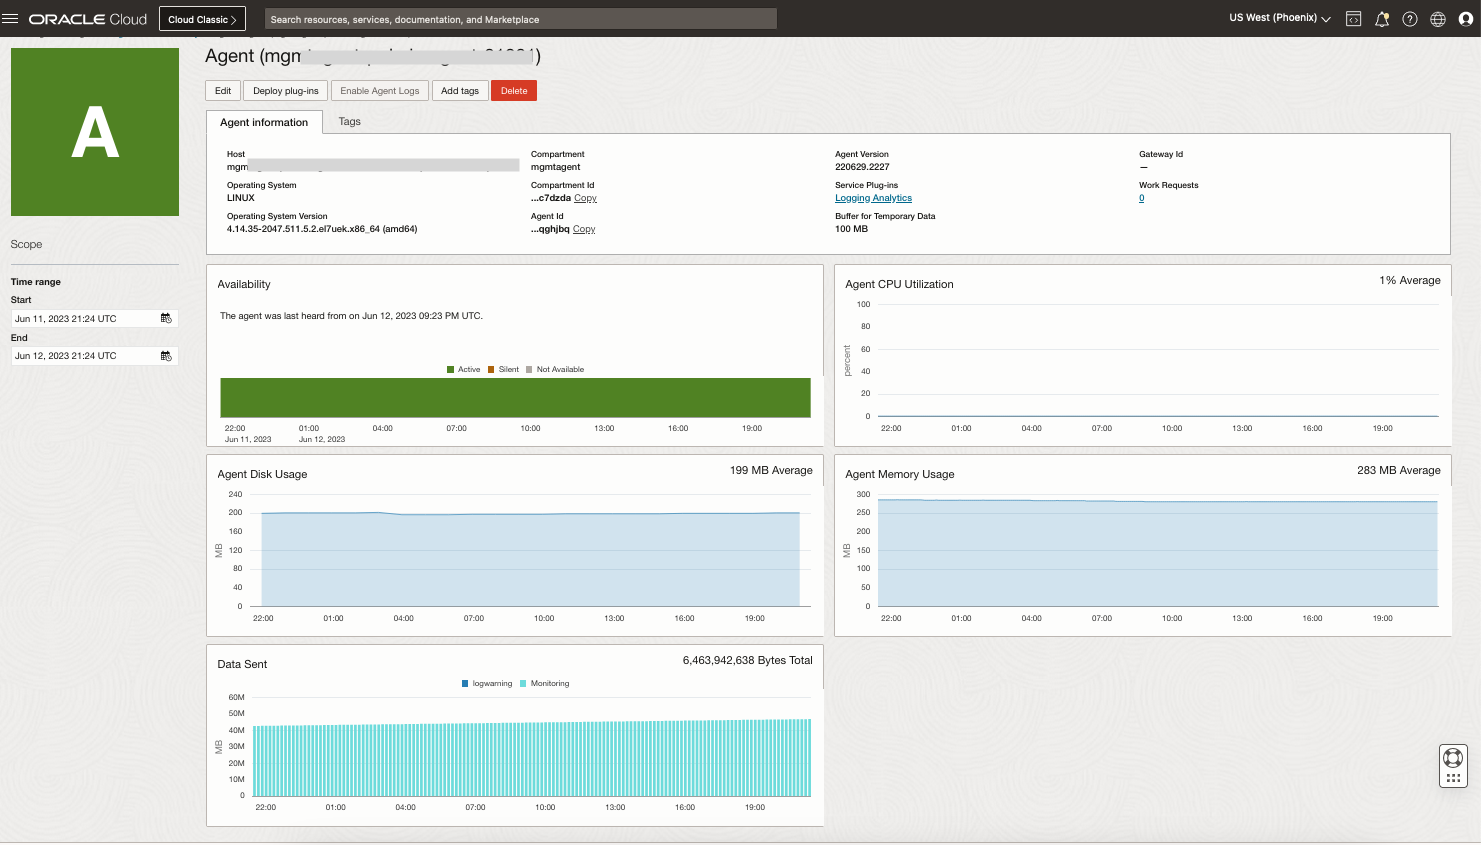 ORACLE Cloud
Cloud Classic >
Search resources, services, documentation, and Marketplace
US West (Phoenix)
A
Agent (mgm
Edit
Deploy plug-ins
Enable Agent Logs
Add tags
Delete
Agent information
Tags
Host
mgm
Operating System
LINUX
Operating System Version
4.14.35-2047.511.5.2.el7uek.x86_64 (amd64)
Compartment
mgmtagent
Compartment Id
...c7dzda Copy
Agent Id
...qghjbq Copy
Agent Version
220629.2227
Service Plug-ins
Logging Analytics
Buffer for Temporary Data
100 MB
Gateway Id
—
Work Requests
0
Scope
Time range
Start
Jun 11, 2023 21:24 UTC
End
Jun 12, 2023 21:24 UTC
Availability
The agent was last heard from on Jun 12, 2023 09:23 PM UTC.
Active Silent Not Available
22:00 01:00 04:00 07:00 10:00 13:00 16:00 19:00
Jun 11, 2023 Jun 12, 2023
Agent CPU Utilization
1% Average
percent
100
80
60
40
20
0
22:00 01:00 04:00 07:00 10:00 13:00 16:00 19:00
Agent Disk Usage
199 MB Average
MB
240
200
160
120
80
40
0
22:00 01:00 04:00 07:00 10:00 13:00 16:00 19:00
Agent Memory Usage
283 MB Average
MB
300
250
200
150
100
50
0
22:00 01:00 04:00 07:00 10:00 13:00 16:00 19:00
Data Sent
6,463,942,638 Bytes Total
logwarning Monitoring
MB
60M
50M
40M
30M
20M
10M
0
22:00 01:00 04:00 07:00 10:00 13:00 16:00 19:00